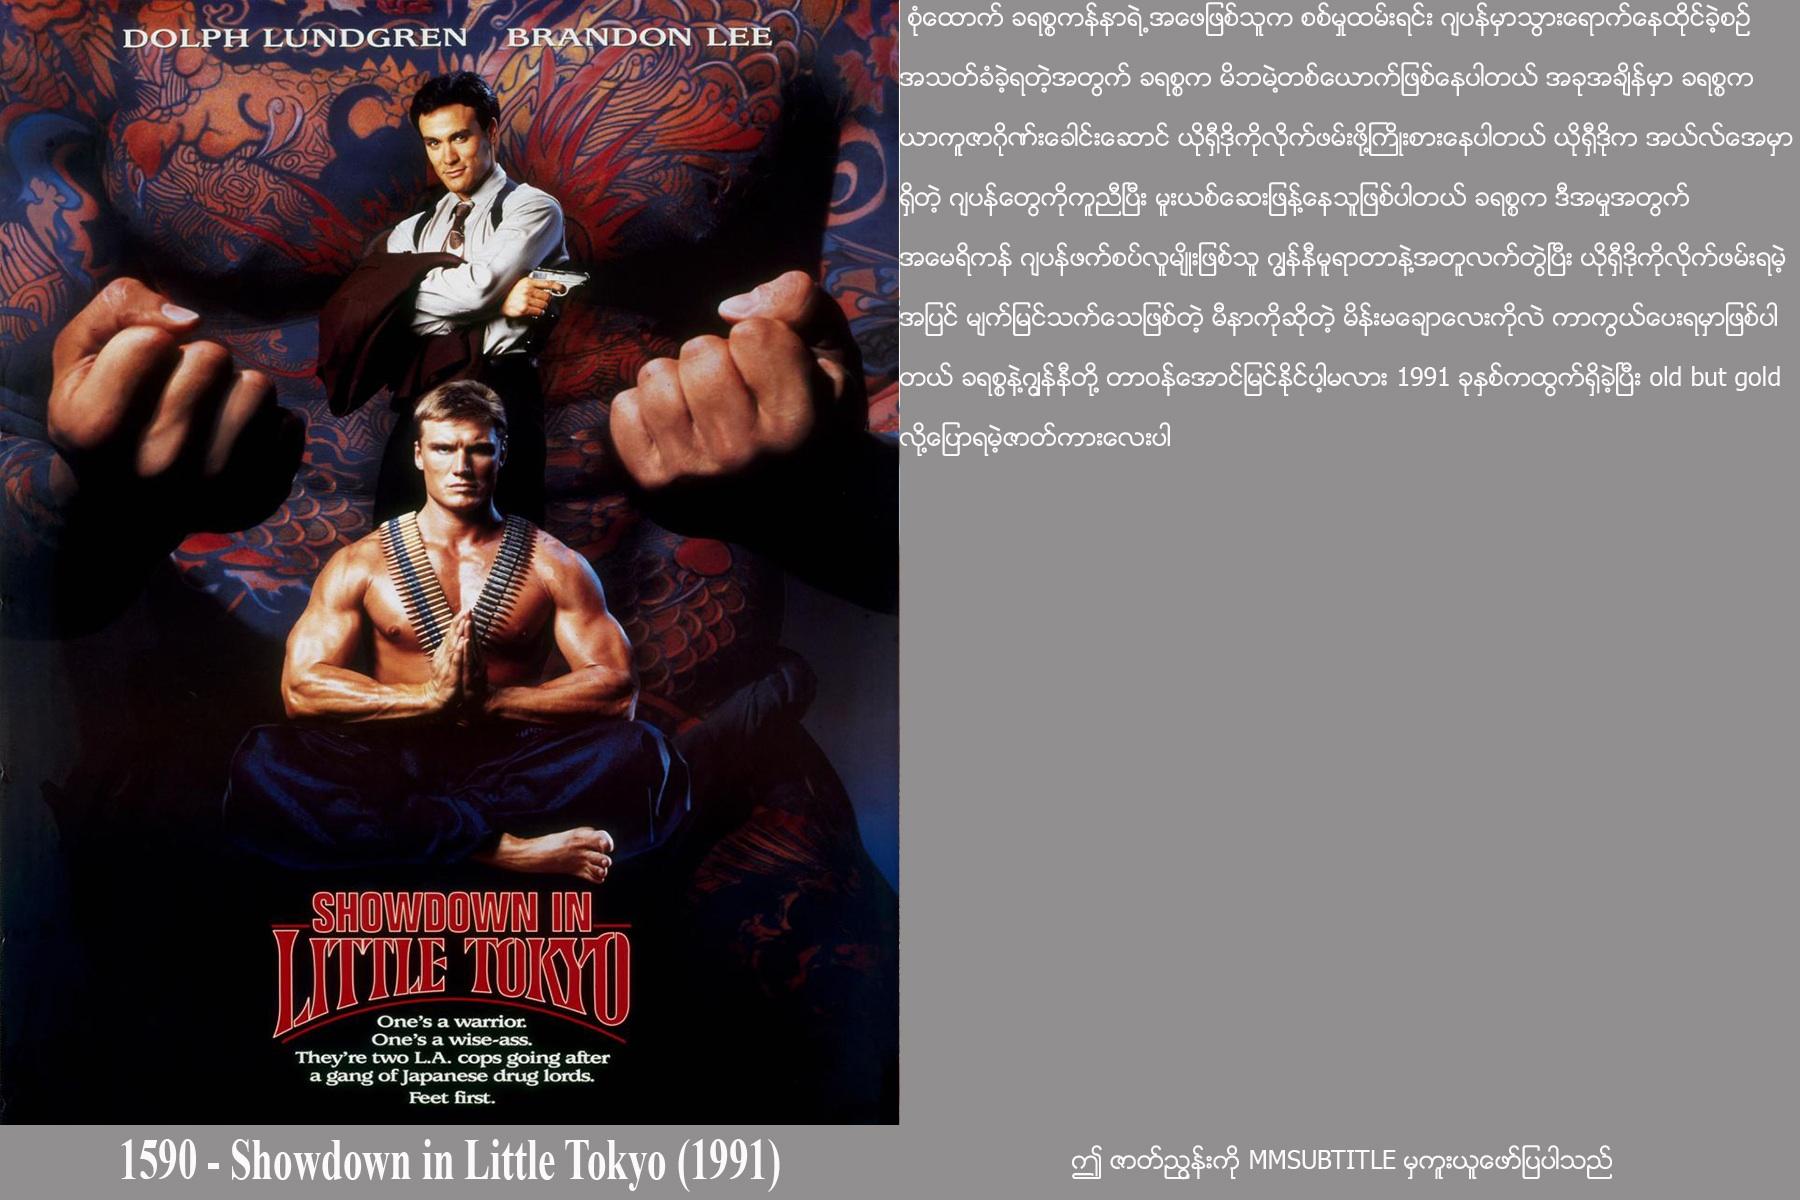 DOLPH LUNDGREN BRANDON LEE
SHOWDOWN IN
LITTLE TOKYO
One's a warrior.
One's a wise-ass.
They're two L.A. cops going after
a gang of Japanese drug lords.
Feet first.
1590 - Showdown in Little Tokyo (1991)
စုံထောက် ခရစ္စကန်နာရဲ့အဖေဖြစ်သူက စစ်မှုထမ်းရင်း ဂျပန်မှာသွားရောက်နေထိုင်ခဲ့စဉ်
အသတ်ခံခဲ့ရတဲ့အတွက် ခရစ္စက မိဘမဲ့တစ်ယောက်ဖြစ်နေပါတယ် အခုအချိန်မှာ ခရစ္စက
ယာကူဇာဂိုဏ်းခေါင်းဆောင် ယိုရှီဒိုကိုလိုက်ဖမ်းဖို့ကြိုးစားနေပါတယ် ယိုရှီဒိုက အယ်လ်အေမှာ
ရှိတဲ့ ဂျပန်တွေကိုကူညီပြီး မူးယစ်ဆေးဖြန့်နေသူဖြစ်ပါတယ် ခရစ္စက ဒီအမှုအတွက်
အမေရိကန် ဂျပန်ဖက်စပ်လူမျိုးဖြစ်သူ ဂျွန်နီမူရာတာနဲ့အတူလက်တွဲပြီး ယိုရှီဒိုကိုလိုက်ဖမ်းရမဲ့
အပြင် မျက်မြင်သက်သေဖြစ်တဲ့ မီနာကိုဆိုတဲ့ မိန်းမချောလေးကိုလဲ ကာကွယ်ပေးရမှာဖြစ်ပါ
တယ် ခရစ္စနဲ့ဂျွန်နီတို့ တာဝန်အောင်မြင်နိုင်ပါ့မလား 1991 ခုနှစ်ကထွက်ရှိခဲ့ပြီး old but gold
လို့ပြောရမဲ့ဇာတ်ကားလေးပါ
ဤ ဇာတ်ညွှန်းကို MMSUBTITLE မှကူးယူဖော်ပြပါသည်